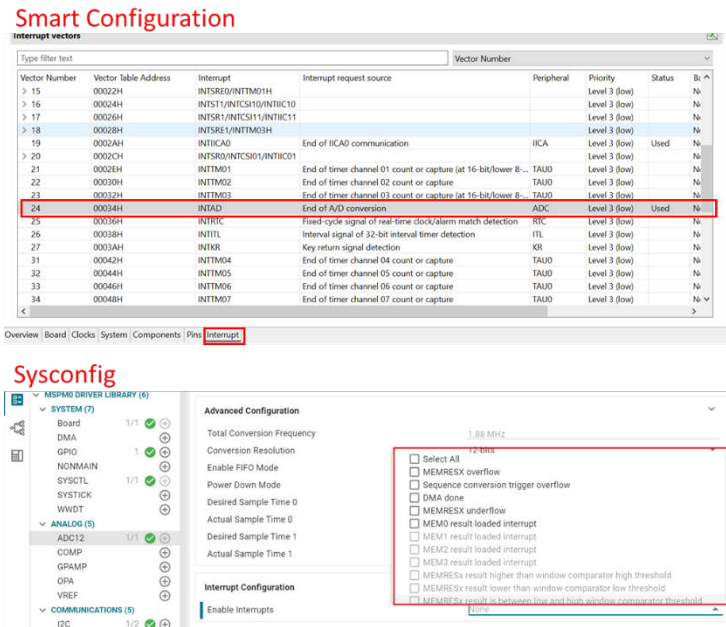 Smart Configuration
Interrupt vectors
Type filter text Vector Number
Vector Number Vector Table Address Interrupt Interrupt request source Peripheral Priority Status
> 15 00022H INTSRE0/INTTM01H Level 3 (low)
> 16 00024H INTST1/INTCSI10/INTIIC10 Level 3 (low)
> 17 00026H INTSR1/INTCSI11/INTIIC11 Level 3 (low)
> 18 00028H INTSRE1/INTTM03H Level 3 (low)
19 0002AH INTIICA0 End of IICA0 communication IICA Level 3 (low) Used
> 20 0002CH INTSR0/INTCSI01/INTIIC01 Level 3 (low)
21 0002EH INTTM01 End of timer channel 01 count or capture (at 16-bit/lower 8-... TAU0 Level 3 (low)
22 00030H INTTM02 End of timer channel 02 count or capture TAU0 Level 3 (low)
23 00032H INTTM03 End of timer channel 03 count or capture (at 16-bit/lower 8-... TAU0 Level 3 (low)
24 00034H INTAD End of A/D conversion ADC Level 3 (low) Used
25 00036H INTRTC Fixed-cycle signal of real-time clock/alarm match detection RTC Level 3 (low)
26 00038H INTITL Interval signal of 32-bit interval timer detection ITL Level 3 (low)
27 0003AH INTKR Key return signal detection KR Level 3 (low)
31 00042H INTTM04 End of timer channel 04 count or capture TAU0 Level 3 (low)
32 00044H INTTM05 End of timer channel 05 count or capture TAU0 Level 3 (low)
33 00046H INTTM06 End of timer channel 06 count or capture TAU0 Level 3 (low)
34 00048H INTTM07 End of timer channel 07 count or capture TAU0 Level 3 (low)
Overview Board Clocks System Components Pins Interrupt
Sysconfig
MSPM0 DRIVER LIBRARY (6)
SYSTEM (7)
Board 1/1
DMA
GPIO 1
NONMAIN
SYSCTL 1/1
SYSTICK
WWDT
ANALOG (5)
ADC12 1/1
COMP
GPAMP
OPA
VREF
COMMUNICATIONS (5)
I2C 1/2
Advanced Configuration
Total Conversion Frequency 1.88 MHz
Conversion Resolution 12-bits
Enable FIFO Mode
Power Down Mode
Desired Sample Time 0
Actual Sample Time 0
Desired Sample Time 1
Actual Sample Time 1
Interrupt Configuration
Enable Interrupts None
Select All
MEMRESX overflow
Sequence conversion trigger overflow
DMA done
MEMRESX underflow
MEM0 result loaded interrupt
MEM1 result loaded interrupt
MEM2 result loaded interrupt
MEM3 result loaded interrupt
MEMRESx result higher than window comparator high threshold
MEMRESx result lower than window comparator low threshold
MEMRESx result is between low and high window comparator threshold